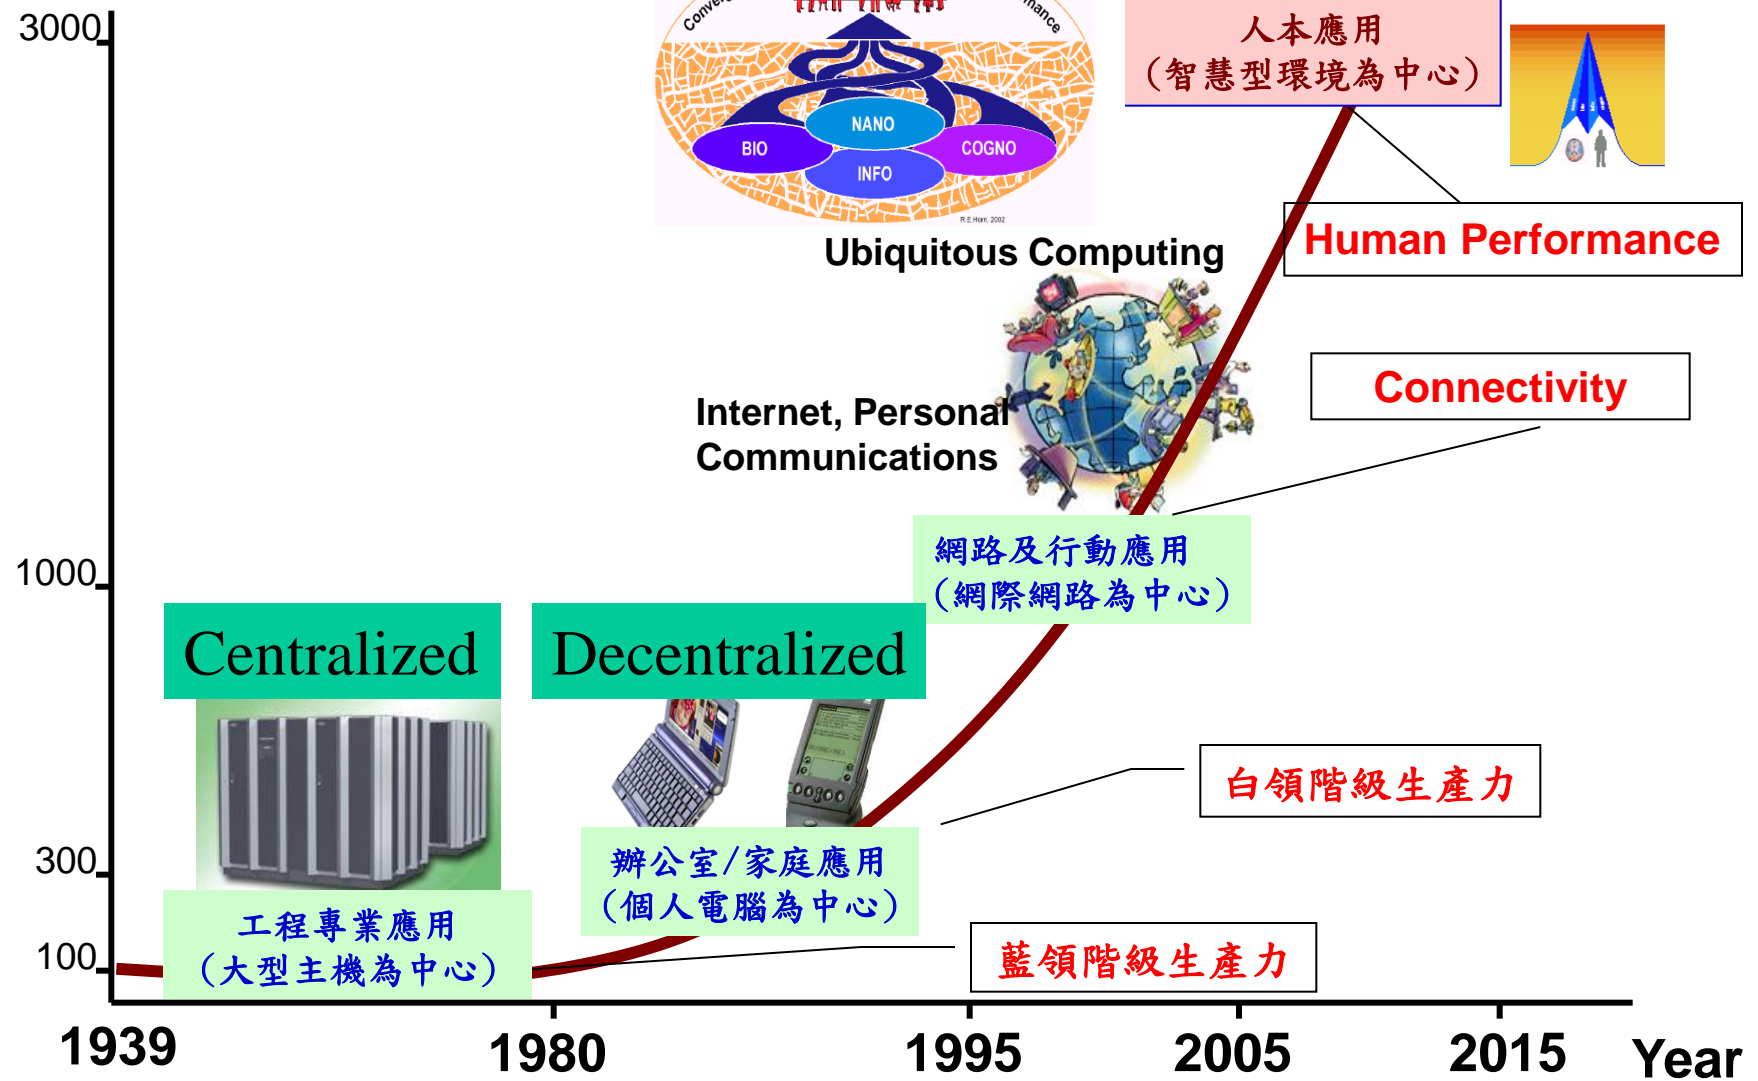 3000
1000
300
100
NANO
BIO
COGNO
INFO
R.E.Horn, 2002
人本應用
(智慧型環境為中心)
Human Performance
Ubiquitous Computing
Connectivity
Internet, Personal
Communications
網路及行動應用
(網際網路為中心)
Centralized
Decentralized
白領階級生產力
辦公室/家庭應用
(個人電腦為中心)
工程專業應用
(大型主機為中心)
藍領階級生產力
1939
1980
1995
2005
2015
Year